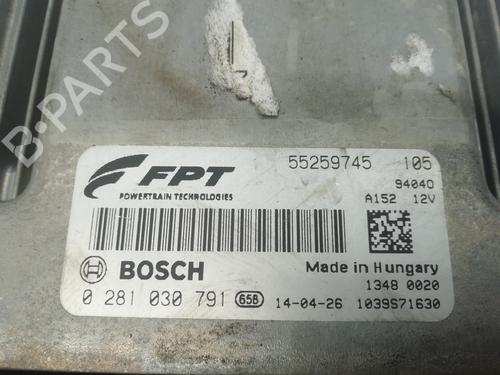 B-PARTS
FPT
POWERTRAIN TECHNOLOGIES
55259745 105
94040
A152 12V
BOSCH
Made in Hungary
1348 0020
0 281 030 791 658 14-04-26 1039S71630